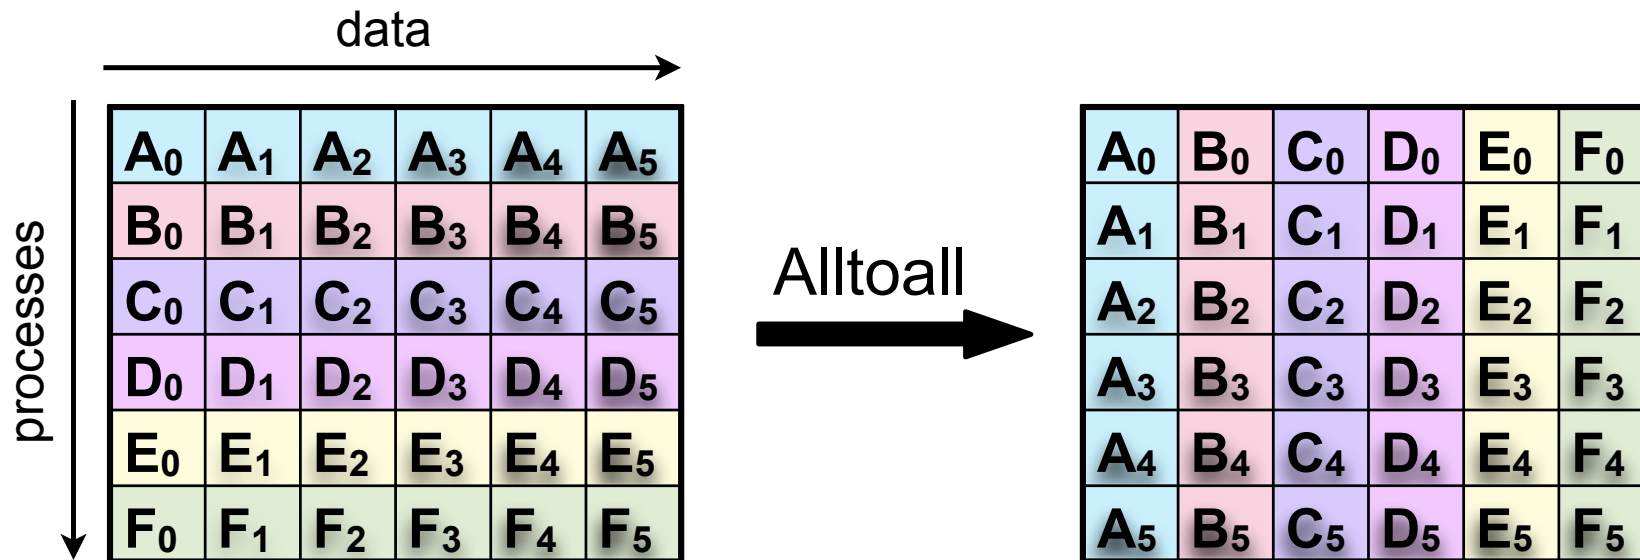 data
processes
A0 A1 A2 A3 A4 A5
B0 B1 B2 B3 B4 B5
C0 C1 C2 C3 C4 C5
D0 D1 D2 D3 D4 D5
E0 E1 E2 E3 E4 E5
F0 F1 F2 F3 F4 F5
Alltoall
A0 B0 C0 D0 E0 F0
A1 B1 C1 D1 E1 F1
A2 B2 C2 D2 E2 F2
A3 B3 C3 D3 E3 F3
A4 B4 C4 D4 E4 F4
A5 B5 C5 D5 E5 F5